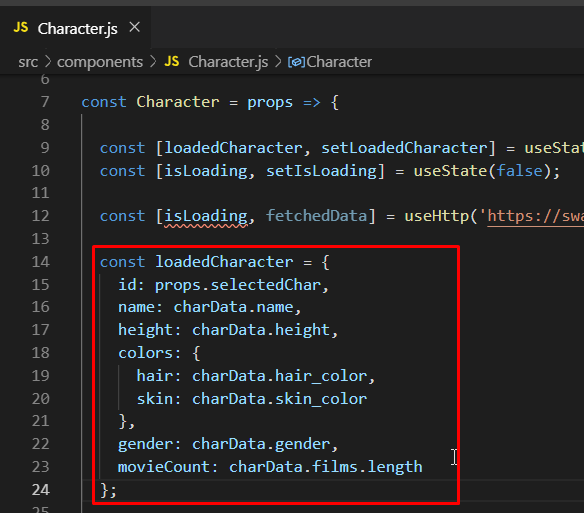 JS Character.js ×
src > components > JS Character.js > Character
6
7 const Character = props => {
8
9 const [loadedCharacter, setLoadedCharacter] = useStat
10 const [isLoading, setIsLoading] = useState(false);
11
12 const [isLoading, fetchedData] = useHttp('https://swa
13
14 const loadedCharacter = {
15 id: props.selectedChar,
16 name: charData.name,
17 height: charData.height,
18 colors: {
19 hair: charData.hair_color,
20 skin: charData.skin_color
21 },
22 gender: charData.gender,
23 movieCount: charData.films.length
24 };